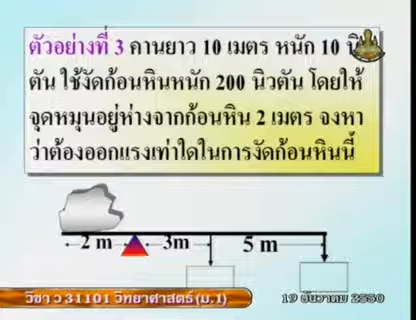 ตัวอย่างที่ 3 คานยาว 10 เมตร หนัก 10 นิ
ตัน ใช้งัดก้อนหินหนัก 200 นิวตัน โดยให้
จุดหมุนอยู่ห่างจากก้อนหิน 2 เมตร จงหา
ว่าต้องออกแรงเท่าใดในการงัดก้อนหินนี้
2 m 3m 5 m
วิชา ว 31101 วิทยาศาสตร์ (ม.1) 19 ธันวาคม 2550